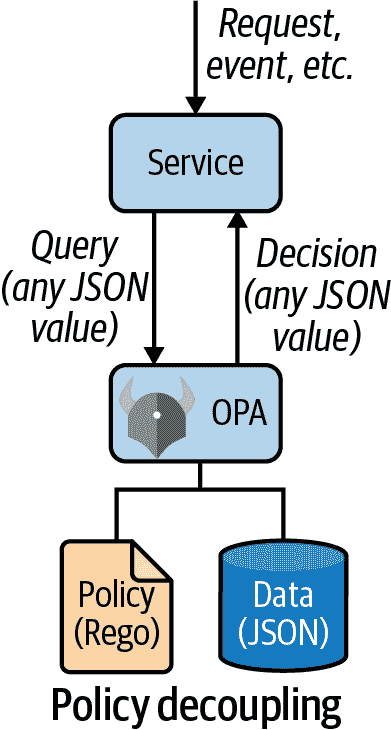 Request,
event, etc.
Service
Query
(any JSON
value)
Decision
(any JSON
value)
OPA
Policy
(Rego)
Data
(JSON)
Policy decoupling